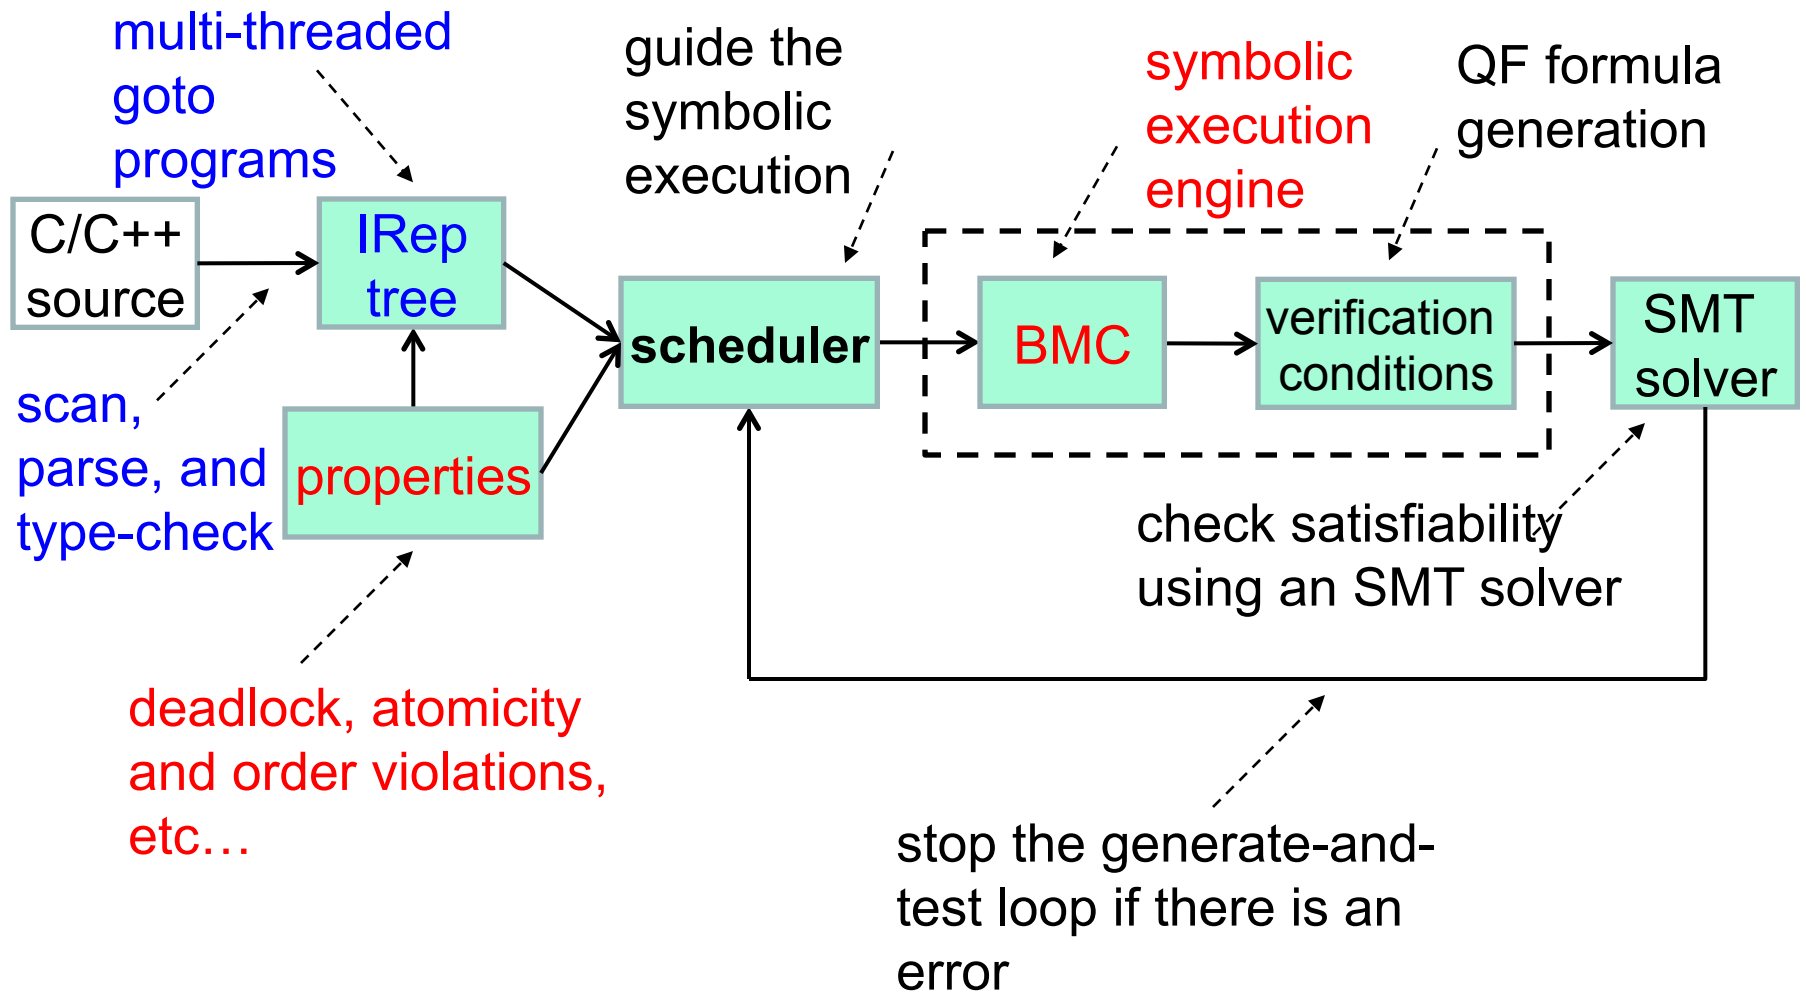 multi-threaded
goto
programs
guide the
symbolic
execution
symbolic
execution
engine
QF formula
generation
C/C++
source
IRep
tree
scheduler
BMC
verification
conditions
SMT
solver
scan,
parse, and
type-check
properties
check satisfiability
using an SMT solver
deadlock, atomicity
and order violations,
etc…
stop the generate-and-
test loop if there is an
error